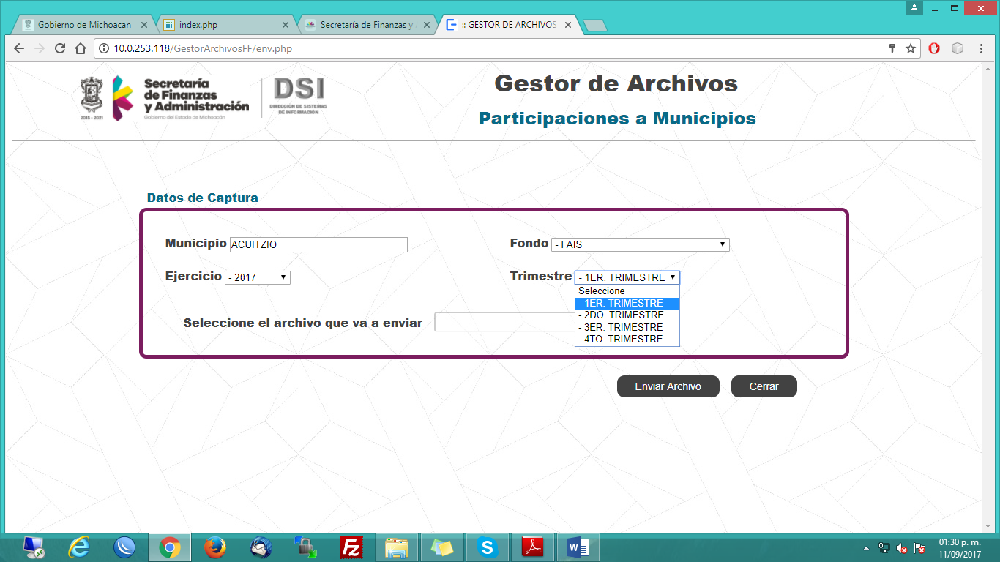 Gobierno de Michoacan
index.php
Secretaría de Finanzas y
:: GESTOR DE ARCHIVOS
10.0.253.118/GestorArchivosFF/env.php
Secretaría
de Finanzas
y Administración
Gobierno del Estado de Michoacán
2015 - 2021
DSI
DIRECCIÓN DE SISTEMAS
DE INFORMACIÓN
Gestor de Archivos
Participaciones a Municipios
Datos de Captura
Municipio ACUITZIO
Fondo - FAIS
Ejercicio - 2017
Trimestre - 1ER. TRIMESTRE
Seleccione
- 1ER. TRIMESTRE
- 2DO. TRIMESTRE
- 3ER. TRIMESTRE
- 4TO. TRIMESTRE
Seleccione el archivo que va a enviar
Enviar Archivo
Cerrar
01:30 p. m.
11/09/2017